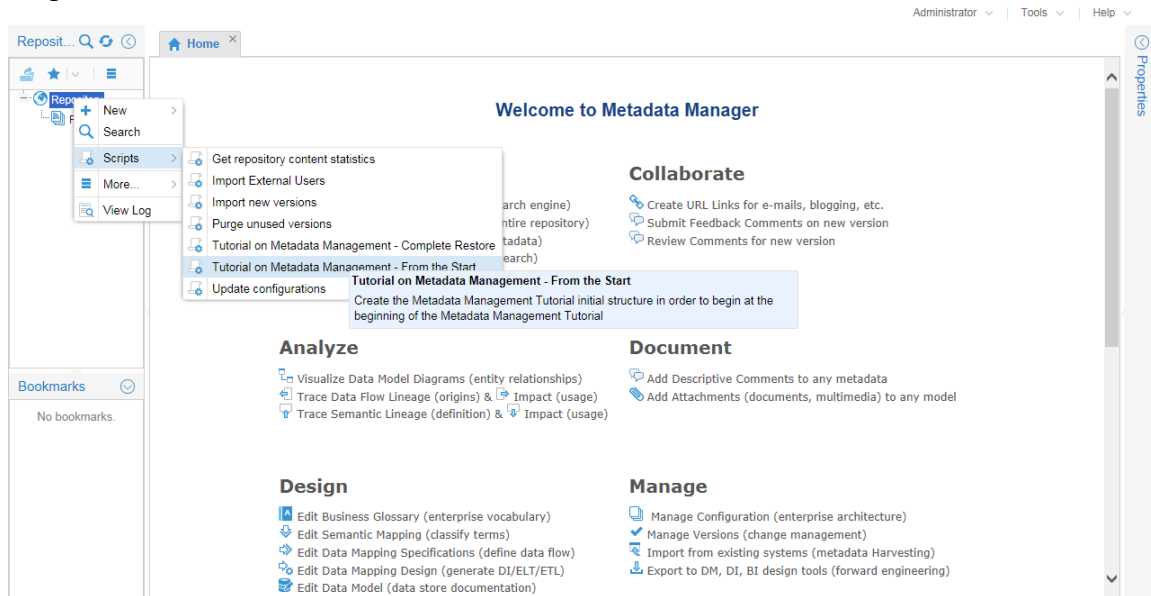 Administrator
Tools
Help
Reposit...
Home
Properties
Repository
New
Search
Scripts
More...
View Log
Get repository content statistics
Import External Users
Import new versions
Purge unused versions
Tutorial on Metadata Management - Complete Restore
Tutorial on Metadata Management - From the Start
Update configurations
Tutorial on Metadata Management - From the Start
Create the Metadata Management Tutorial initial structure in order to begin at the
beginning of the Metadata Management Tutorial
Welcome to Metadata Manager
arch engine)
ntire repository)
tadata)
earch)
Collaborate
Create URL Links for e-mails, blogging, etc.
Submit Feedback Comments on new version
Review Comments for new version
Analyze
Visualize Data Model Diagrams (entity relationships)
Trace Data Flow Lineage (origins) & Impact (usage)
Trace Semantic Lineage (definition) & Impact (usage)
Document
Add Descriptive Comments to any metadata
Add Attachments (documents, multimedia) to any model
Bookmarks
No bookmarks.
Design
Edit Business Glossary (enterprise vocabulary)
Edit Semantic Mapping (classify terms)
Edit Data Mapping Specifications (define data flow)
Edit Data Mapping Design (generate DI/ELT/ETL)
Edit Data Model (data store documentation)
Manage
Manage Configuration (enterprise architecture)
Manage Versions (change management)
Import from existing systems (metadata Harvesting)
Export to DM, DI, BI design tools (forward engineering)